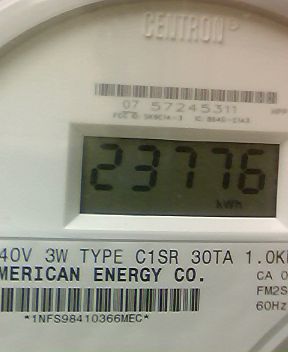 CENTRON®
07 57245311
23776
kWh
40V 3W TYPE C1SR 30TA 1.0K
MERICAN ENERGY CO.
CA 0
FM2S
60Hz
*1NFS98410366MEC*